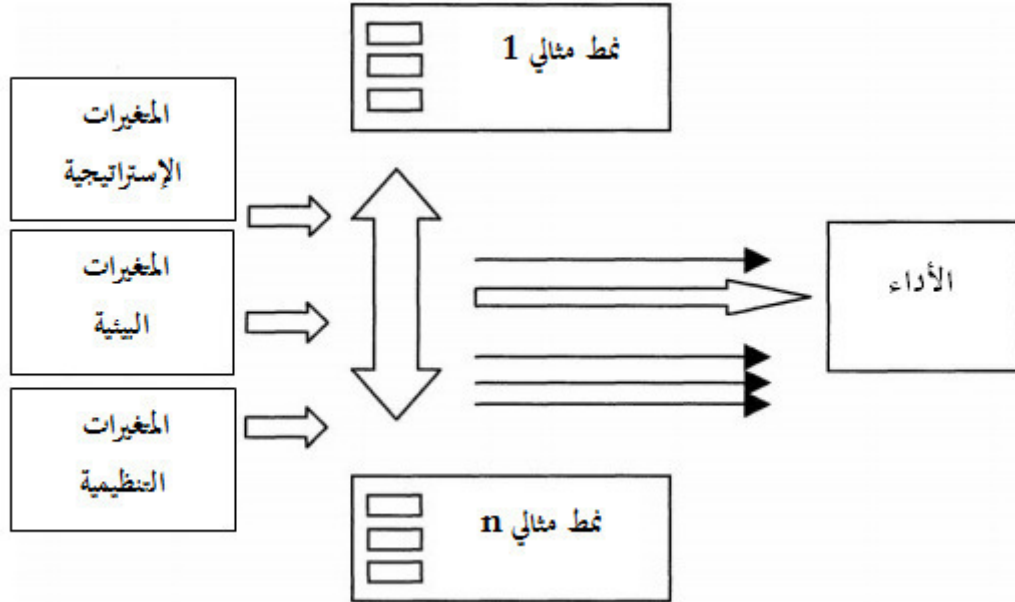 نمط مثالي 1
المتغيرات
الإستراتيجية
المتغيرات
البيئية
المتغيرات
التنظيمية
الأداء
نمط مثالي n